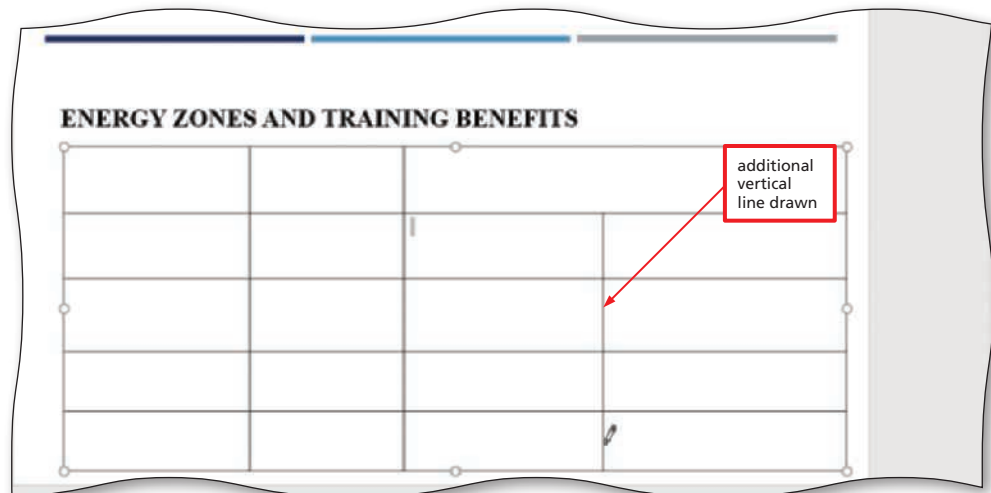 ENERGY ZONES AND TRAINING BENEFITS
additional
vertical
line drawn